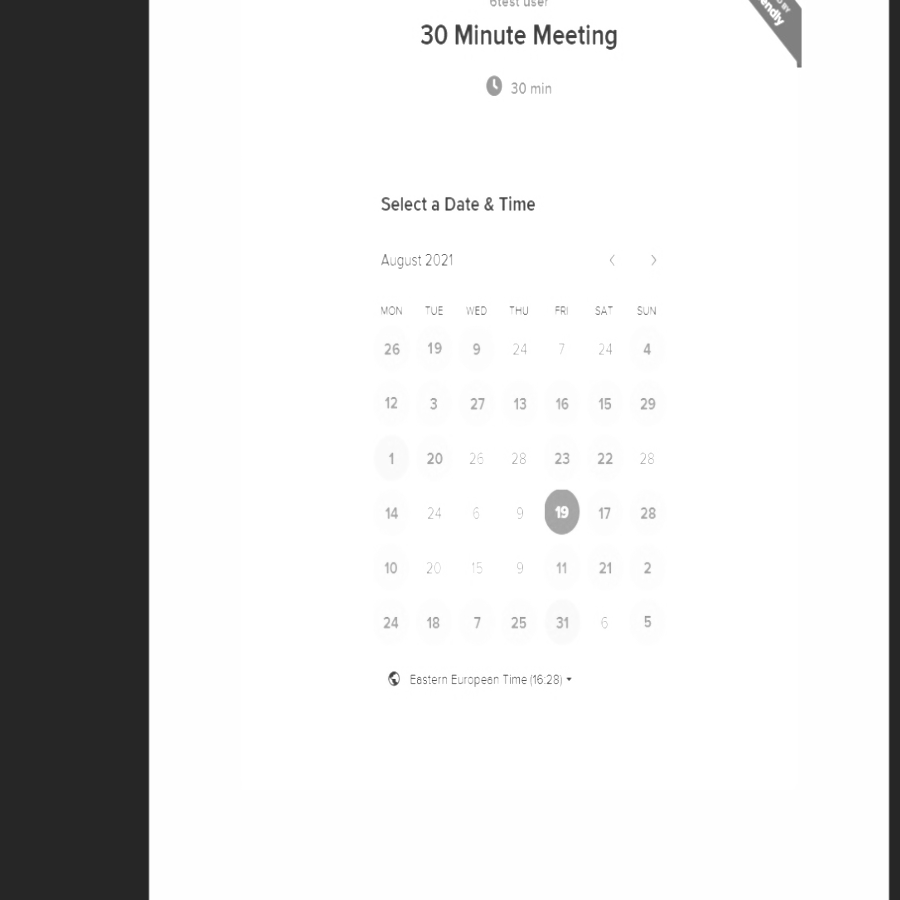 6test user
30 Minute Meeting
30 min
Select a Date & Time
August 2021
MON TUE WED THU FRI SAT SUN
26 19 9 24 7 24 4
12 3 27 13 16 15 29
1 20 26 28 23 22 28
14 24 6 9 19 17 28
10 20 15 9 11 21 2
24 18 7 25 31 6 5
Eastern European Time (16:28)